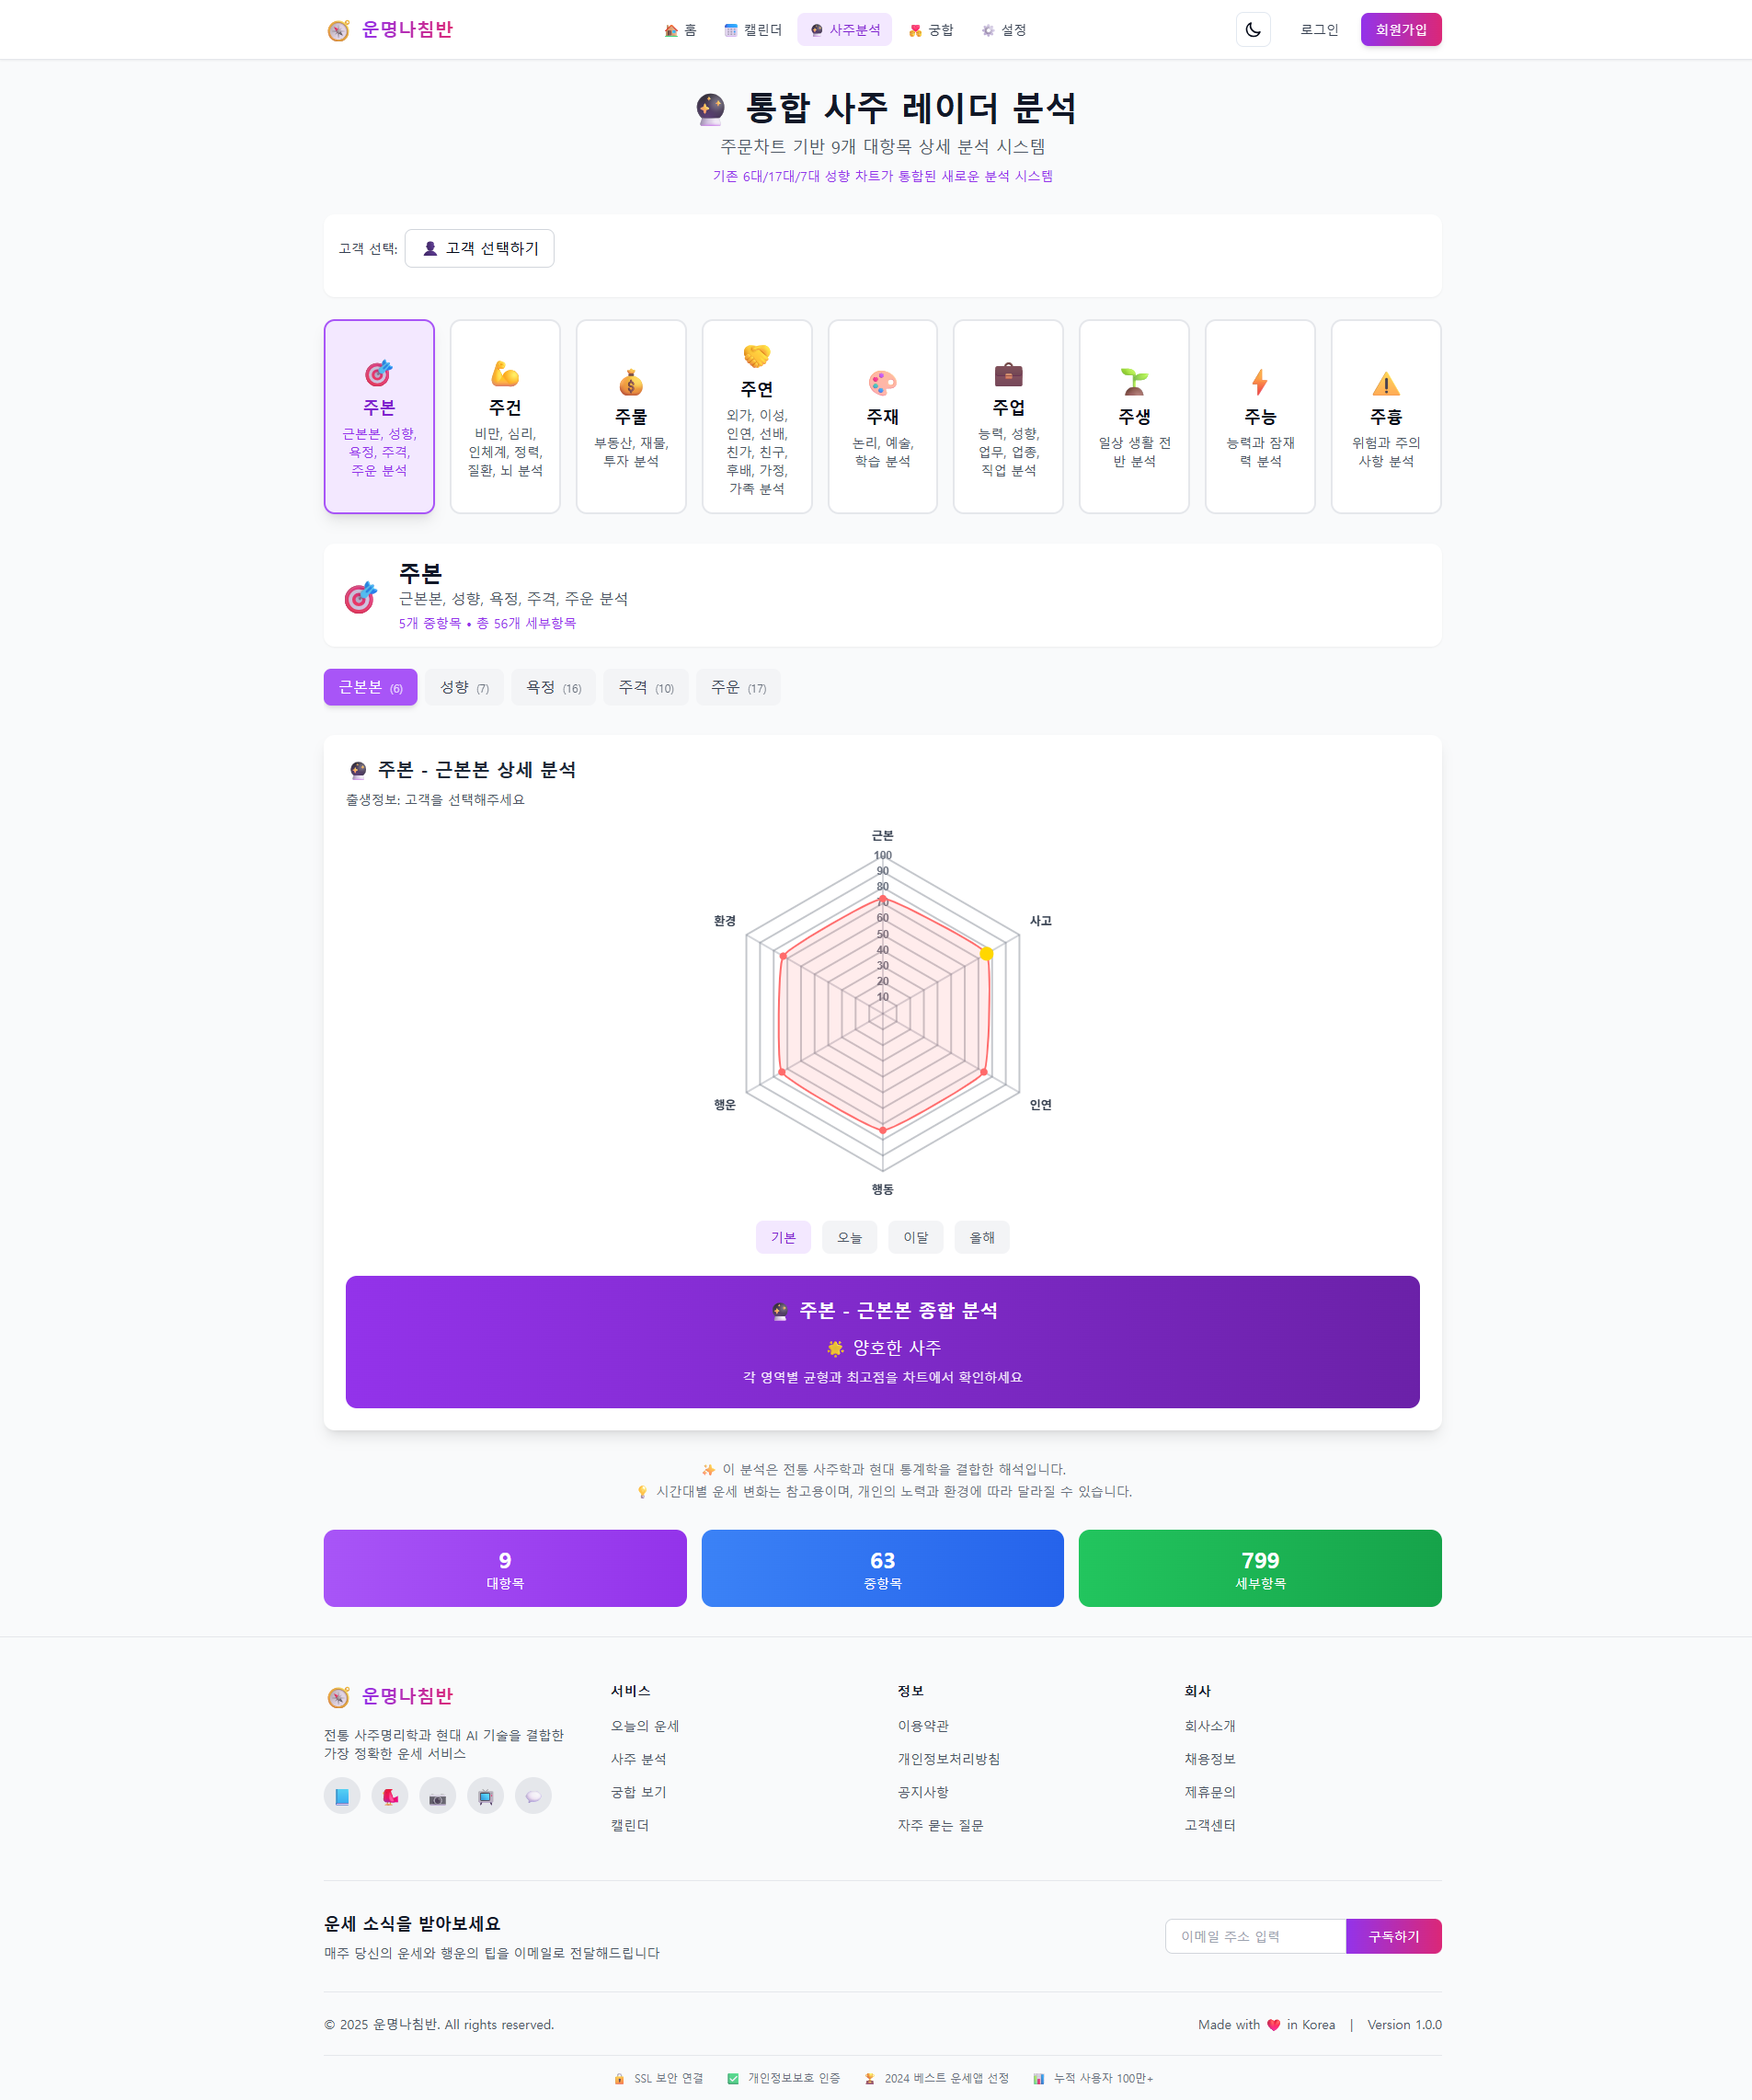 운명나침반
홈
캘린더
사주분석
궁합
설정
로그인
회원가입
통합 사주 레이더 분석
주문차트 기반 9개 대항목 상세 분석 시스템
기존 6대/17대/7대 성향 차트가 통합된 새로운 분석 시스템
고객 선택:
고객 선택하기
주본
근본본, 성향,
욕정, 주격,
주운 분석
주건
비만, 심리,
인체계, 정력,
질환, 뇌 분석
주물
부동산, 재물,
투자 분석
주연
외가, 이성,
인연, 선배,
친가, 친구,
후배, 가정,
가족 분석
주재
논리, 예술,
학습 분석
주업
능력, 성향,
업무, 업종,
직업 분석
주생
일상 생활 전
반 분석
주능
능력과 잠재
력 분석
주흉
위험과 주의
사항 분석
주본
근본본, 성향, 욕정, 주격, 주운 분석
5개 중항목 • 총 56개 세부항목
근본본 (6)
성향 (7)
욕정 (16)
주격 (10)
주운 (17)
주본 - 근본본 상세 분석
출생정보: 고객을 선택해주세요
근본
100
90
80
70
60
50
40
30
20
10
환경
사고
행운
인연
행동
기본
오늘
이달
올해
주본 - 근본본 종합 분석
양호한 사주
각 영역별 균형과 최고점을 차트에서 확인하세요
이 분석은 전통 사주학과 현대 통계학을 결합한 해석입니다.
시간대별 운세 변화는 참고용이며, 개인의 노력과 환경에 따라 달라질 수 있습니다.
9
대항목
63
중항목
799
세부항목
운명나침반
전통 사주명리학과 현대 AI 기술을 결합한
가장 정확한 운세 서비스
서비스
오늘의 운세
사주 분석
궁합 보기
캘린더
정보
이용약관
개인정보처리방침
공지사항
자주 묻는 질문
회사
회사소개
채용정보
제휴문의
고객센터
운세 소식을 받아보세요
매주 당신의 운세와 행운의 팁을 이메일로 전달해드립니다
이메일 주소 입력
구독하기
© 2025 운명나침반. All rights reserved.
Made with ❤️ in Korea | Version 1.0.0
SSL 보안 연결
개인정보보호 인증
2024 베스트 운세앱 선정
누적 사용자 100만+